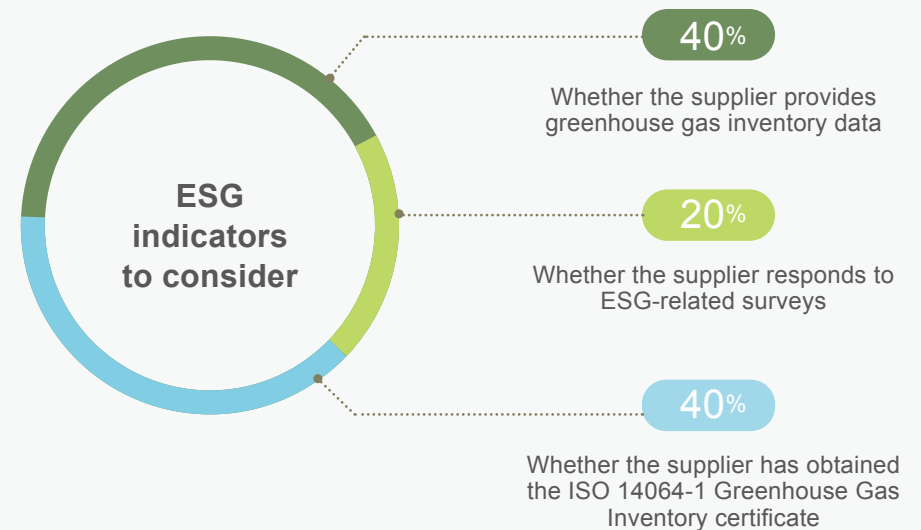 ESG
indicators
to consider
40%
Whether the supplier provides
greenhouse gas inventory data
20%
Whether the supplier responds to
ESG-related surveys
40%
Whether the supplier has obtained
the ISO 14064-1 Greenhouse Gas
Inventory certificate